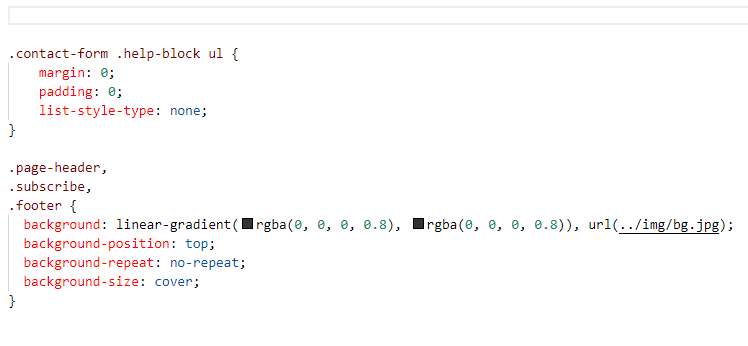 .contact-form .help-block ul {
    margin: 0;
    padding: 0;
    list-style-type: none;
}

.page-header,
.subscribe,
.footer {
  background: linear-gradient(rgba(0, 0, 0, 0.8), rgba(0, 0, 0, 0.8)), url(../img/bg.jpg);
  background-position: top;
  background-repeat: no-repeat;
  background-size: cover;
}